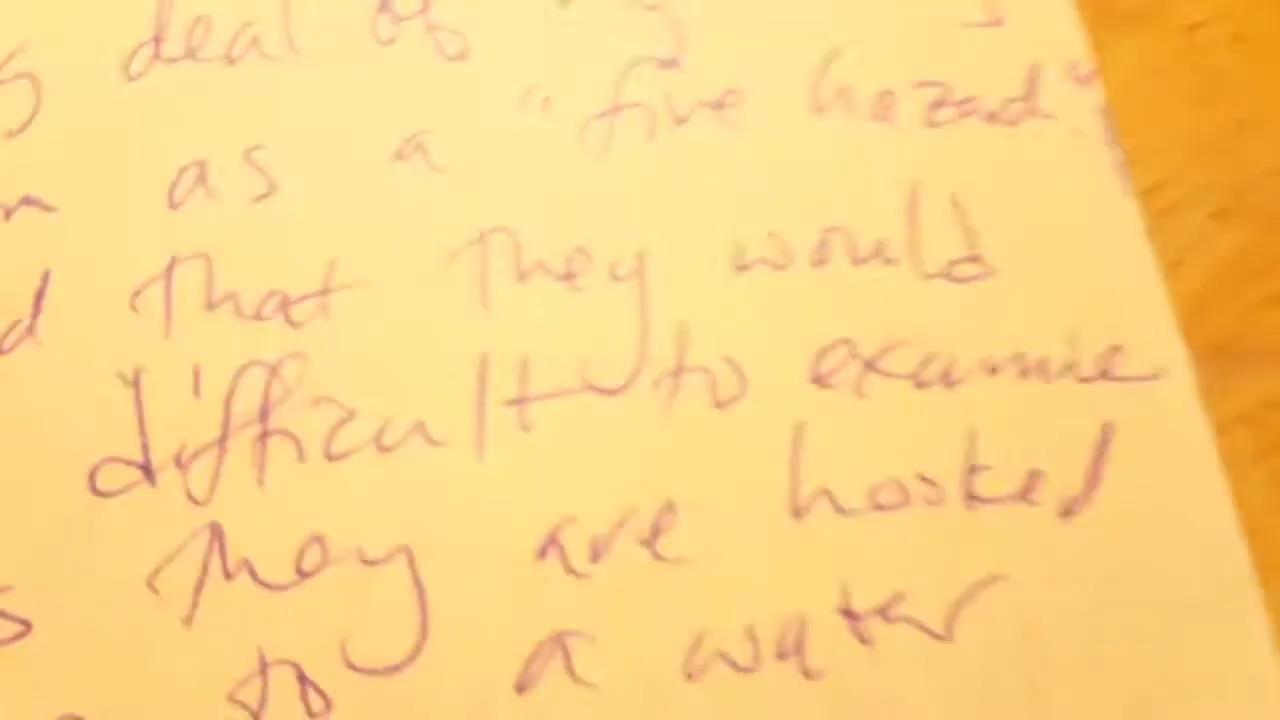 deal of
as a "fire hazard"
that they would
difficult to examine
they are hooked
to a water